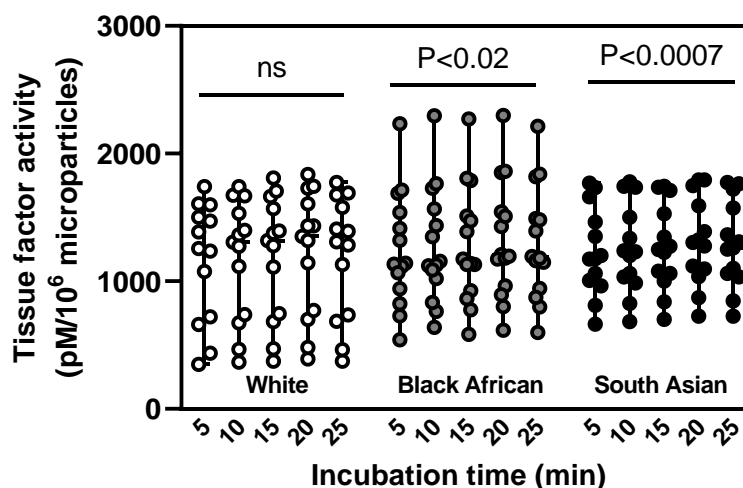 Tissue factor activity
(pM/10⁶ microparticles)
3000
2000
1000
0
ns
P<0.02
P<0.0007
White
Black African
South Asian
5 10 15 20 25 5 10 15 20 25 5 10 15 20 25
Incubation time (min)